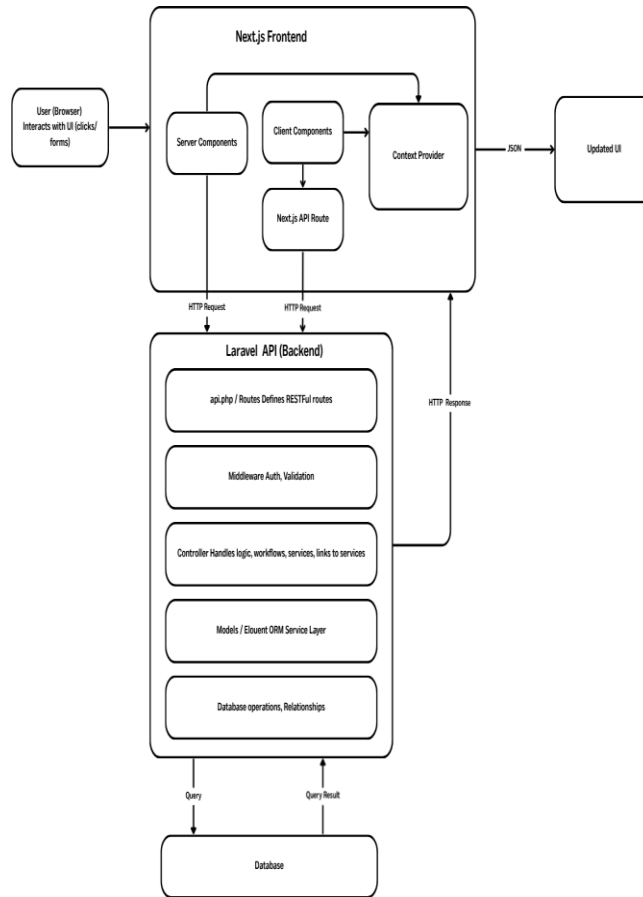 Next.js Frontend
User (Browser)
Interacts with UI (clicks/
forms)
Server Components
Client Components
Context Provider
JSON
Updated UI
Next.js API Route
HTTP Request
HTTP Request
Laravel API (Backend)
api.php / Routes Defines RESTFul routes
HTTP Response
Middleware Auth, Validation
Controller Handles logic, workflows, services, links to services
Models / Elouent ORM Service Layer
Database operations, Relationships
Query
Query Result
Database